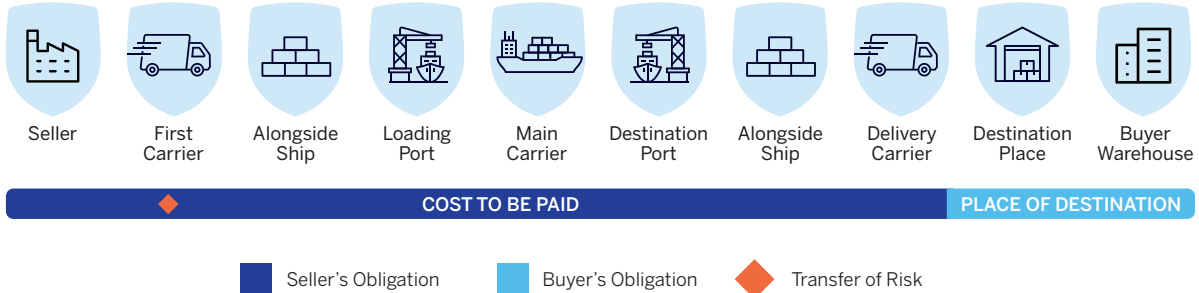 Seller
First
Carrier
Alongside
Ship
Loading
Port
Main
Carrier
Destination
Port
Alongside
Ship
Delivery
Carrier
Destination
Place
Buyer
Warehouse
COST TO BE PAID
PLACE OF DESTINATION
Seller’s Obligation
Buyer’s Obligation
Transfer of Risk